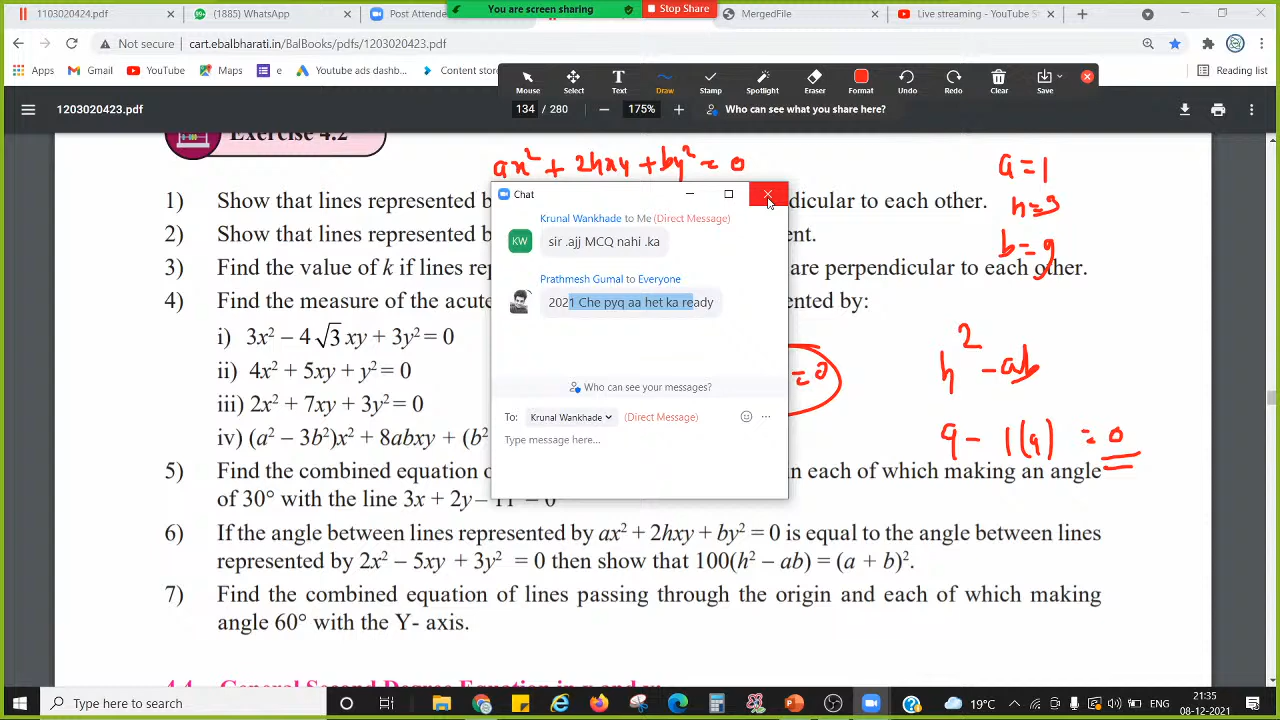 1103020424.pdf
(1885) WhatsApp
Post Attende
You are screen sharing
Stop Share
MergedFile
Live streaming - YouTube S
Not secure
cart.ebalbharati.in/BalBooks/pdfs/1203020423.pdf
Apps
Gmail
YouTube
Maps
Youtube ads dashb...
Content store
Reading list
Mouse
Select
Text
Draw
Stamp
Spotlight
Eraser
Format
Undo
Redo
Clear
Save
1203020423.pdf
134 / 280
175%
Who can see what you share here?
Exercise 4.2
ax² + 2hxy + by² = 0
a = 1
h = 3
b = 9
1) Show that lines represented b
dicular to each other.
2) Show that lines represented b
ent.
3) Find the value of k if lines rep
are perpendicular to each other.
4) Find the measure of the acute
ented by:
i) 3x² – 4√3 xy + 3y² = 0
ii) 4x² + 5xy + y² = 0
iii) 2x² + 7xy + 3y² = 0
iv) (a² – 3b²)x² + 8abxy + (b²
= 0
h² - ab
9 - 1(9) = 0
5) Find the combined equation o
n each of which making an angle
of 30° with the line 3x + 2y – 11 = 0
6) If the angle between lines represented by ax² + 2hxy + by² = 0 is equal to the angle between lines
represented by 2x² – 5xy + 3y² = 0 then show that 100(h² – ab) = (a + b)².
7) Find the combined equation of lines passing through the origin and each of which making
angle 60° with the Y- axis.
4.4 General Second Degree Equation in x and y
Chat
Krunal Wankhade to Me (Direct Message)
KW
sir .ajj MCQ nahi .ka
Prathmesh Gumal to Everyone
2021 Che pyq aa het ka ready
Who can see your messages?
To: Krunal Wankhade (Direct Message)
Type message here...
Type here to search
19°C
ENG
21:35
08-12-2021